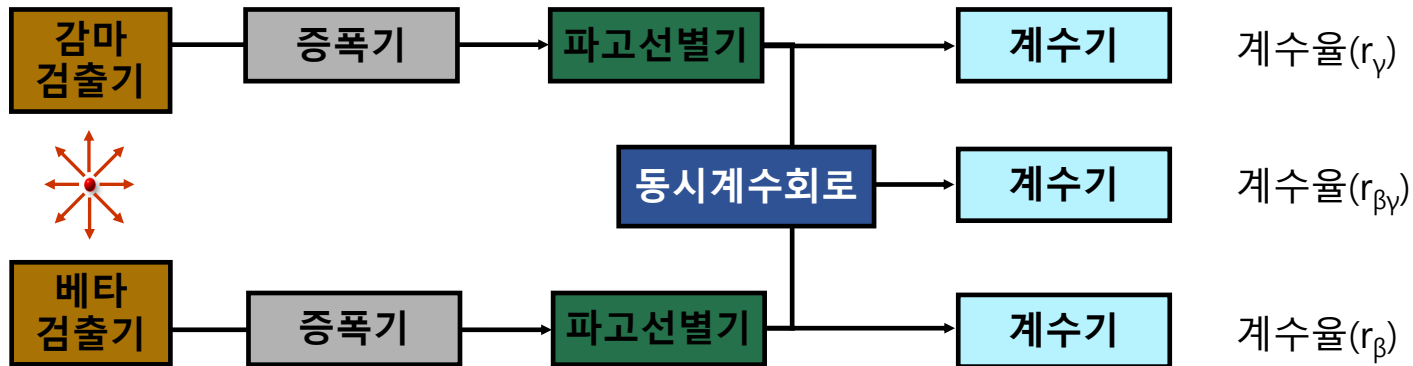 감마
검출기
증폭기
파고선별기
계수기
계수율(rγ)
동시계수회로
계수기
계수율(rβγ)
베타
검출기
증폭기
파고선별기
계수기
계수율(rβ)